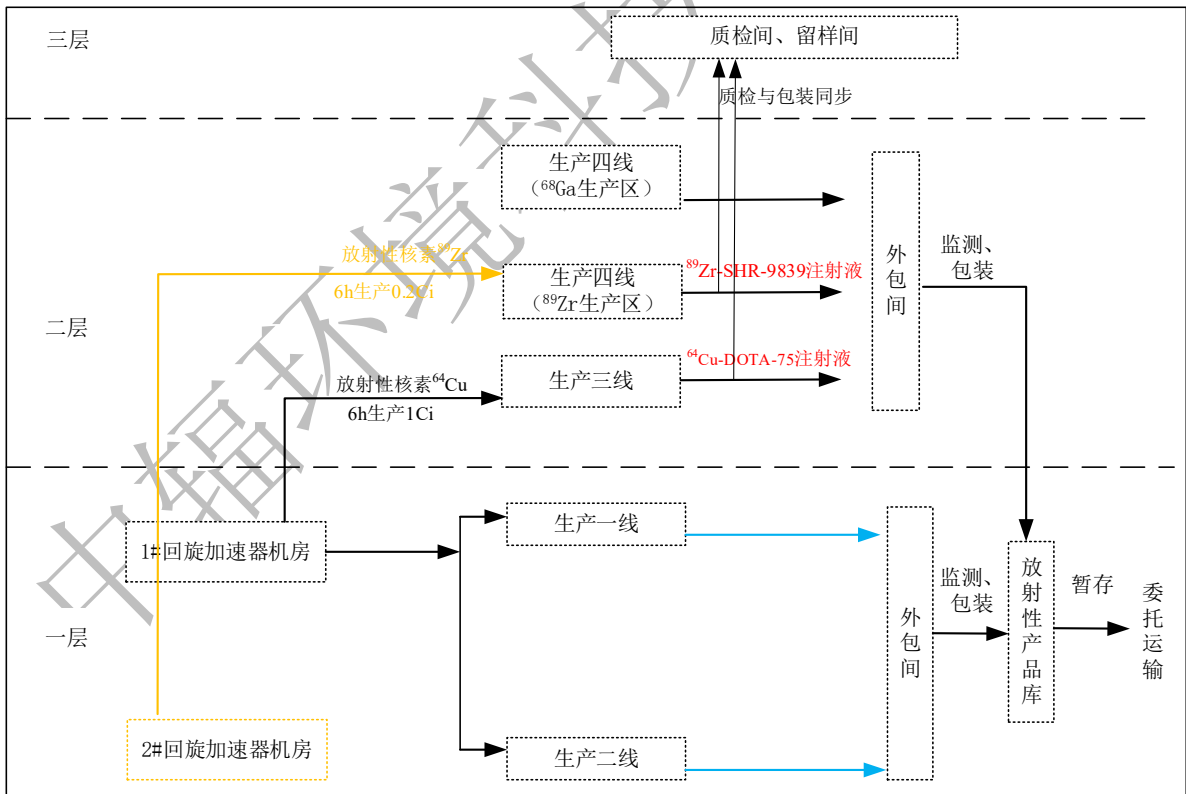 三层
质检间、留样间
质检与包装同步
二层
生产四线
（⁶⁸Ga生产区）
放射性核素⁸⁹Zr
6h生产0.2Ci
生产四线
（⁸⁹Zr生产区）
⁸⁹Zr-SHR-9839注射液
外包间
监测、
包装
放射性核素⁶⁴Cu
6h生产1Ci
生产三线
⁶⁴Cu-DOTA-75注射液
一层
1#回旋加速器机房
2#回旋加速器机房
生产一线
生产二线
外包间
监测、
包装
放射性产品库
暂存
委托运输
中辐环境科技